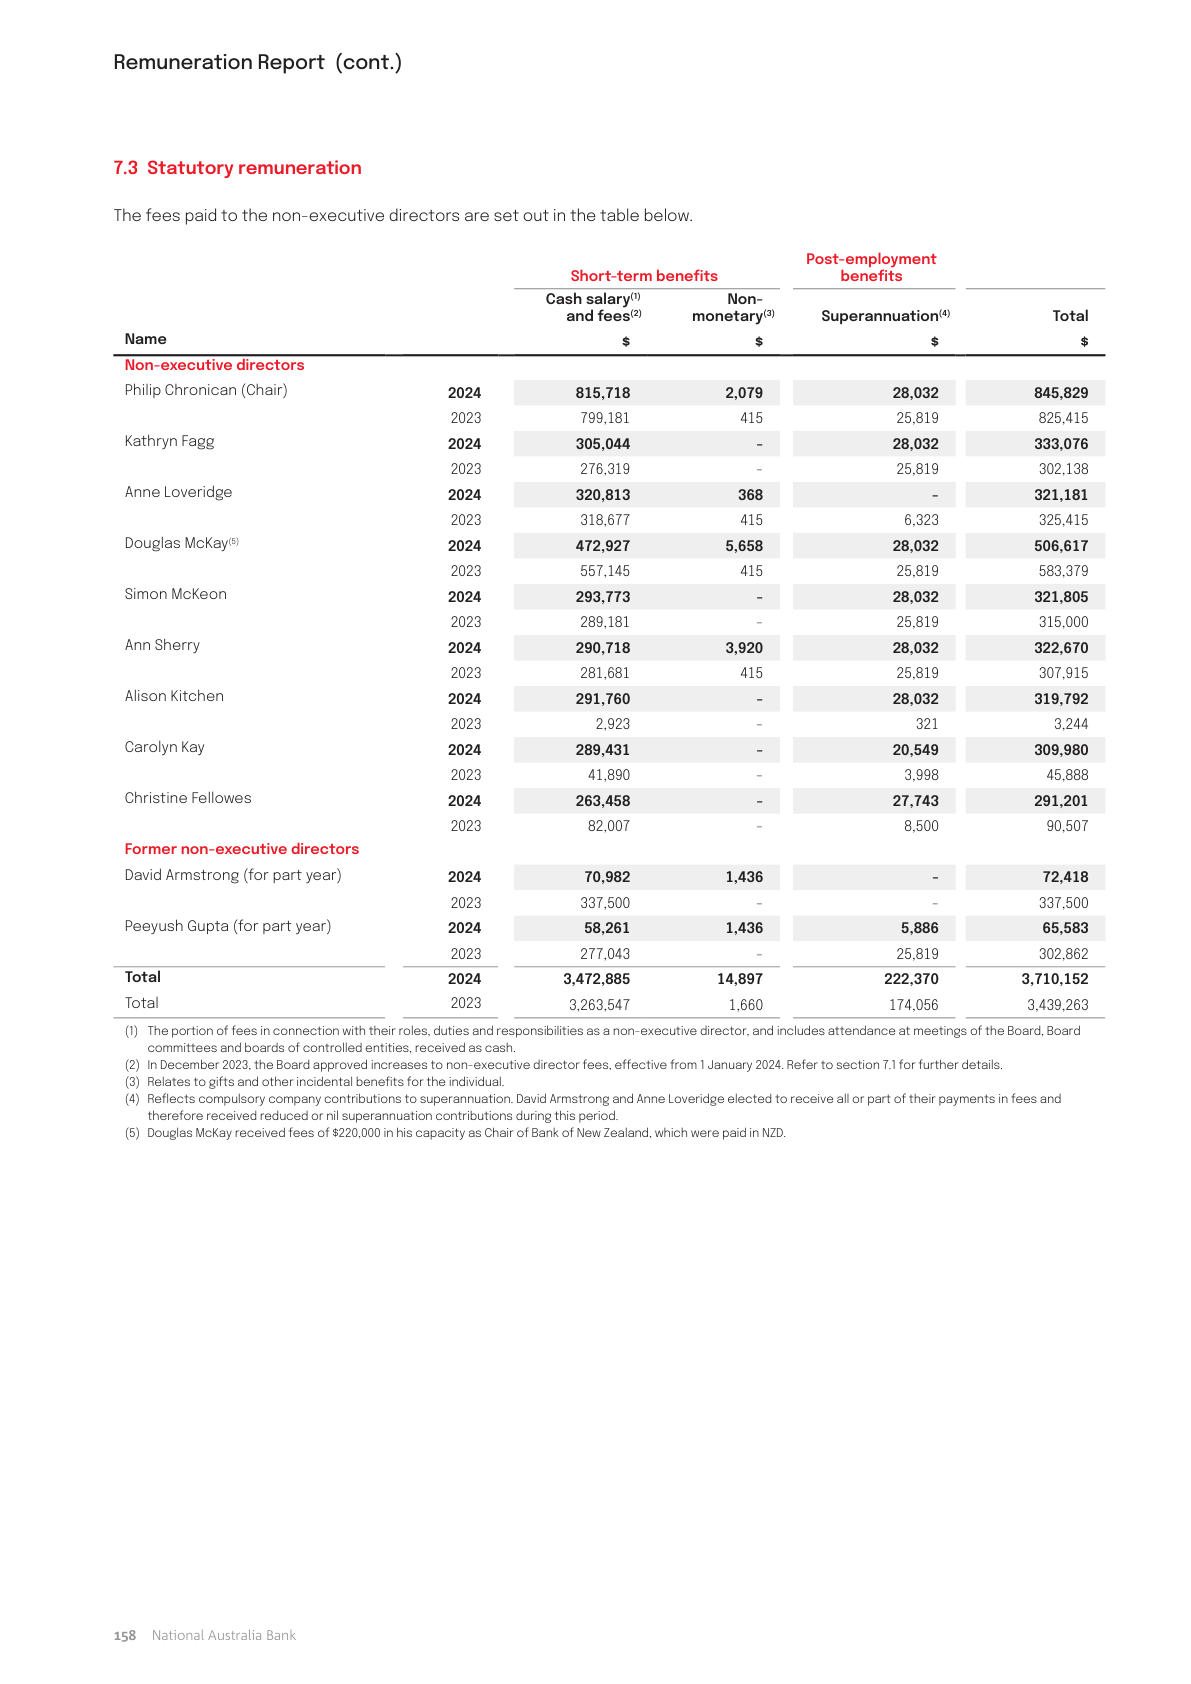 Remuneration Report (cont.)
7.3 Statutory remuneration
The fees paid to the non-executive directors are set out in the table below.
Short-term benefits
Post-employment
benefits
Cash salary(1)
and fees(2)
Non-
monetary(3)
Superannuation(4)
Total
Name $ $ $ $
Non-executive directors
Philip Chronican (Chair) 2024 815,718 2,079 28,032 845,829
2023 799,181 415 25,819 825,415
Kathryn Fagg 2024 305,044 – 28,032 333,076
2023 276,319 – 25,819 302,138
Anne Loveridge 2024 320,813 368 – 321,181
2023 318,677 415 6,323 325,415
Douglas McKay(5) 2024 472,927 5,658 28,032 506,617
2023 557,145 415 25,819 583,379
Simon McKeon 2024 293,773 – 28,032 321,805
2023 289,181 – 25,819 315,000
Ann Sherry 2024 290,718 3,920 28,032 322,670
2023 281,681 415 25,819 307,915
Alison Kitchen 2024 291,760 – 28,032 319,792
2023 2,923 – 321 3,244
Carolyn Kay 2024 289,431 – 20,549 309,980
2023 41,890 – 3,998 45,888
Christine Fellowes 2024 263,458 – 27,743 291,201
2023 82,007 – 8,500 90,507
Former non-executive directors
David Armstrong (for part year) 2024 70,982 1,436 – 72,418
2023 337,500 – – 337,500
Peeyush Gupta (for part year) 2024 58,261 1,436 5,886 65,583
2023 277,043 – 25,819 302,862
Total 2024 3,472,885 14,897 222,370 3,710,152
Total 2023 3,263,547 1,660 174,056 3,439,263
(1) The portion of fees in connection with their roles, duties and responsibilities as a non-executive director, and includes attendance at meetings of the Board, Board
committees and boards of controlled entities, received as cash.
(2) In December 2023, the Board approved increases to non-executive director fees, effective from 1 January 2024. Refer to section 7.1 for further details.
(3) Relates to gifts and other incidental benefits for the individual.
(4) Reflects compulsory company contributions to superannuation. David Armstrong and Anne Loveridge elected to receive all or part of their payments in fees and
therefore received reduced or nil superannuation contributions during this period.
(5) Douglas McKay received fees of $220,000 in his capacity as Chair of Bank of New Zealand, which were paid in NZD.
158 National Australia Bank